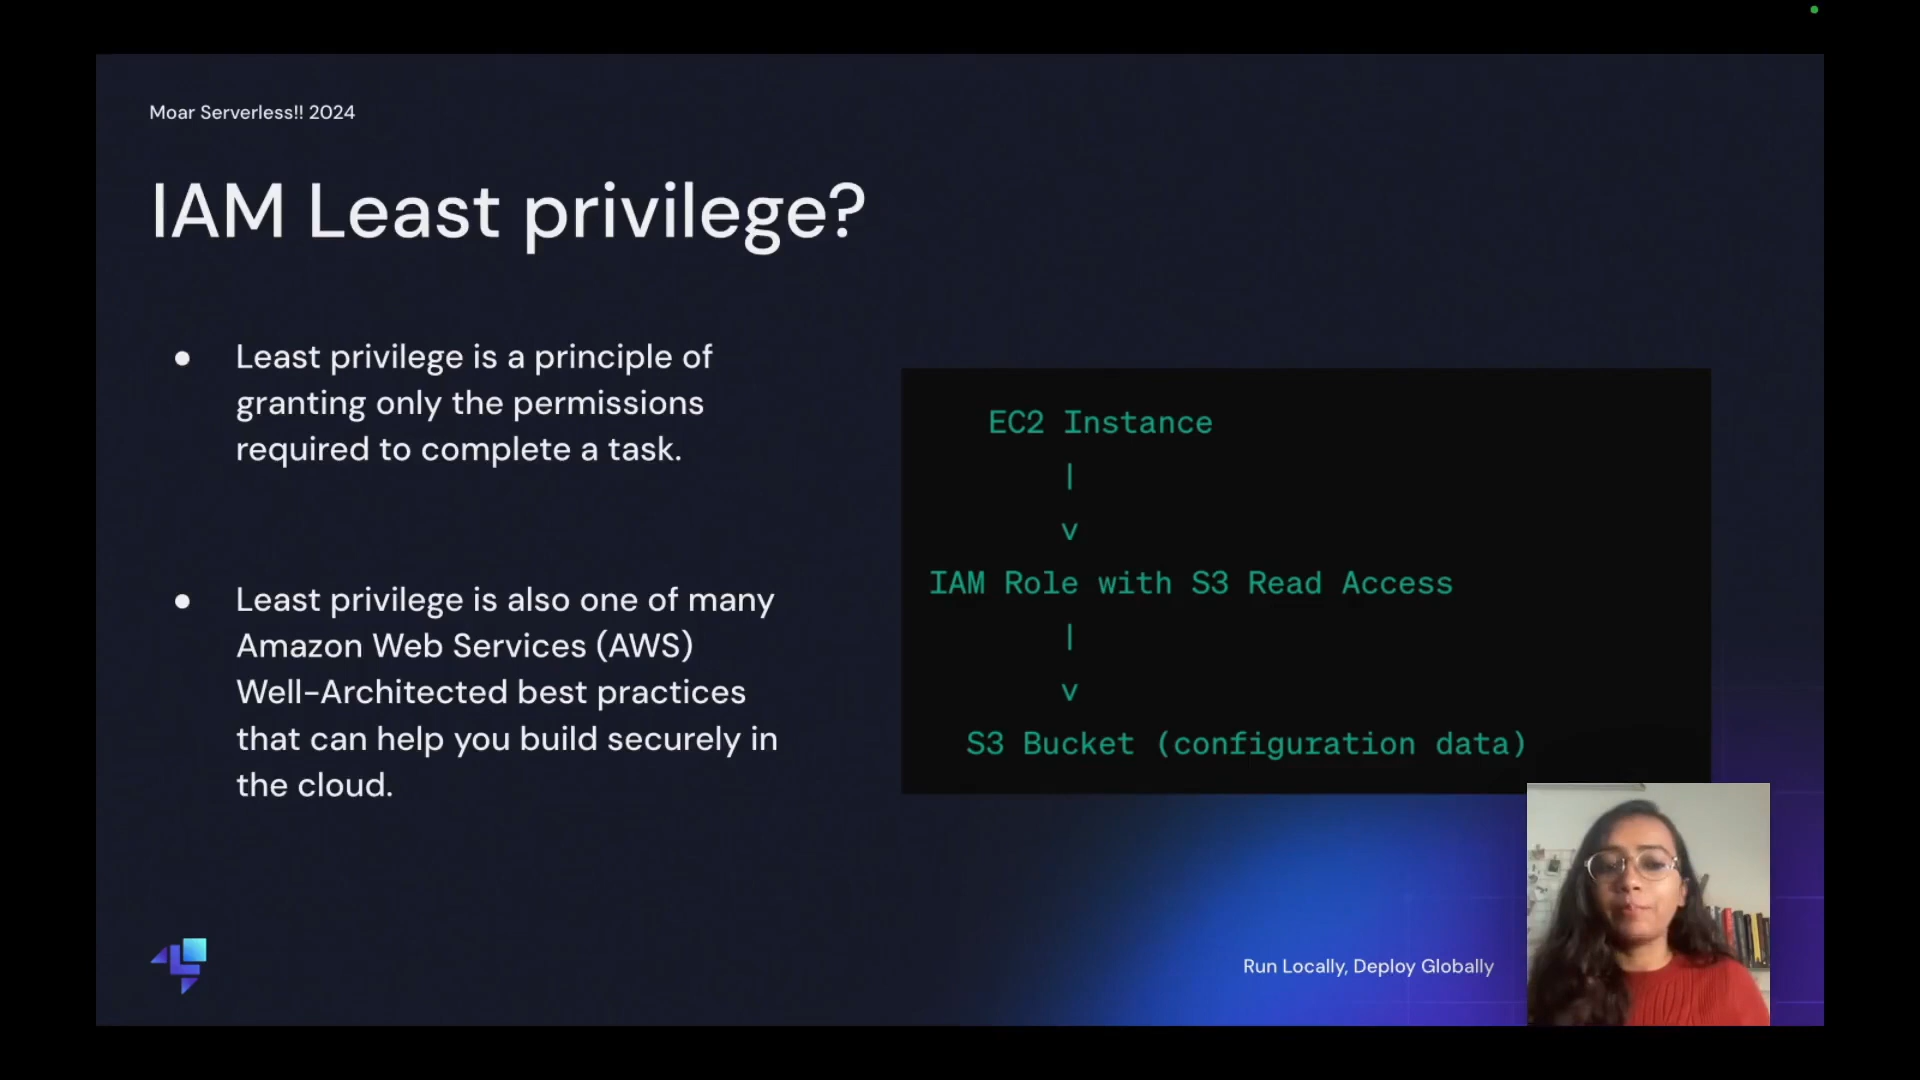 Moar Serverless!! 2024
IAM Least privilege?
● Least privilege is a principle of
granting only the permissions
required to complete a task.
● Least privilege is also one of many
Amazon Web Services (AWS)
Well-Architected best practices
that can help you build securely in
the cloud.
EC2 Instance
|
v
IAM Role with S3 Read Access
|
v
S3 Bucket (configuration data)
Run Locally, Deploy Globally